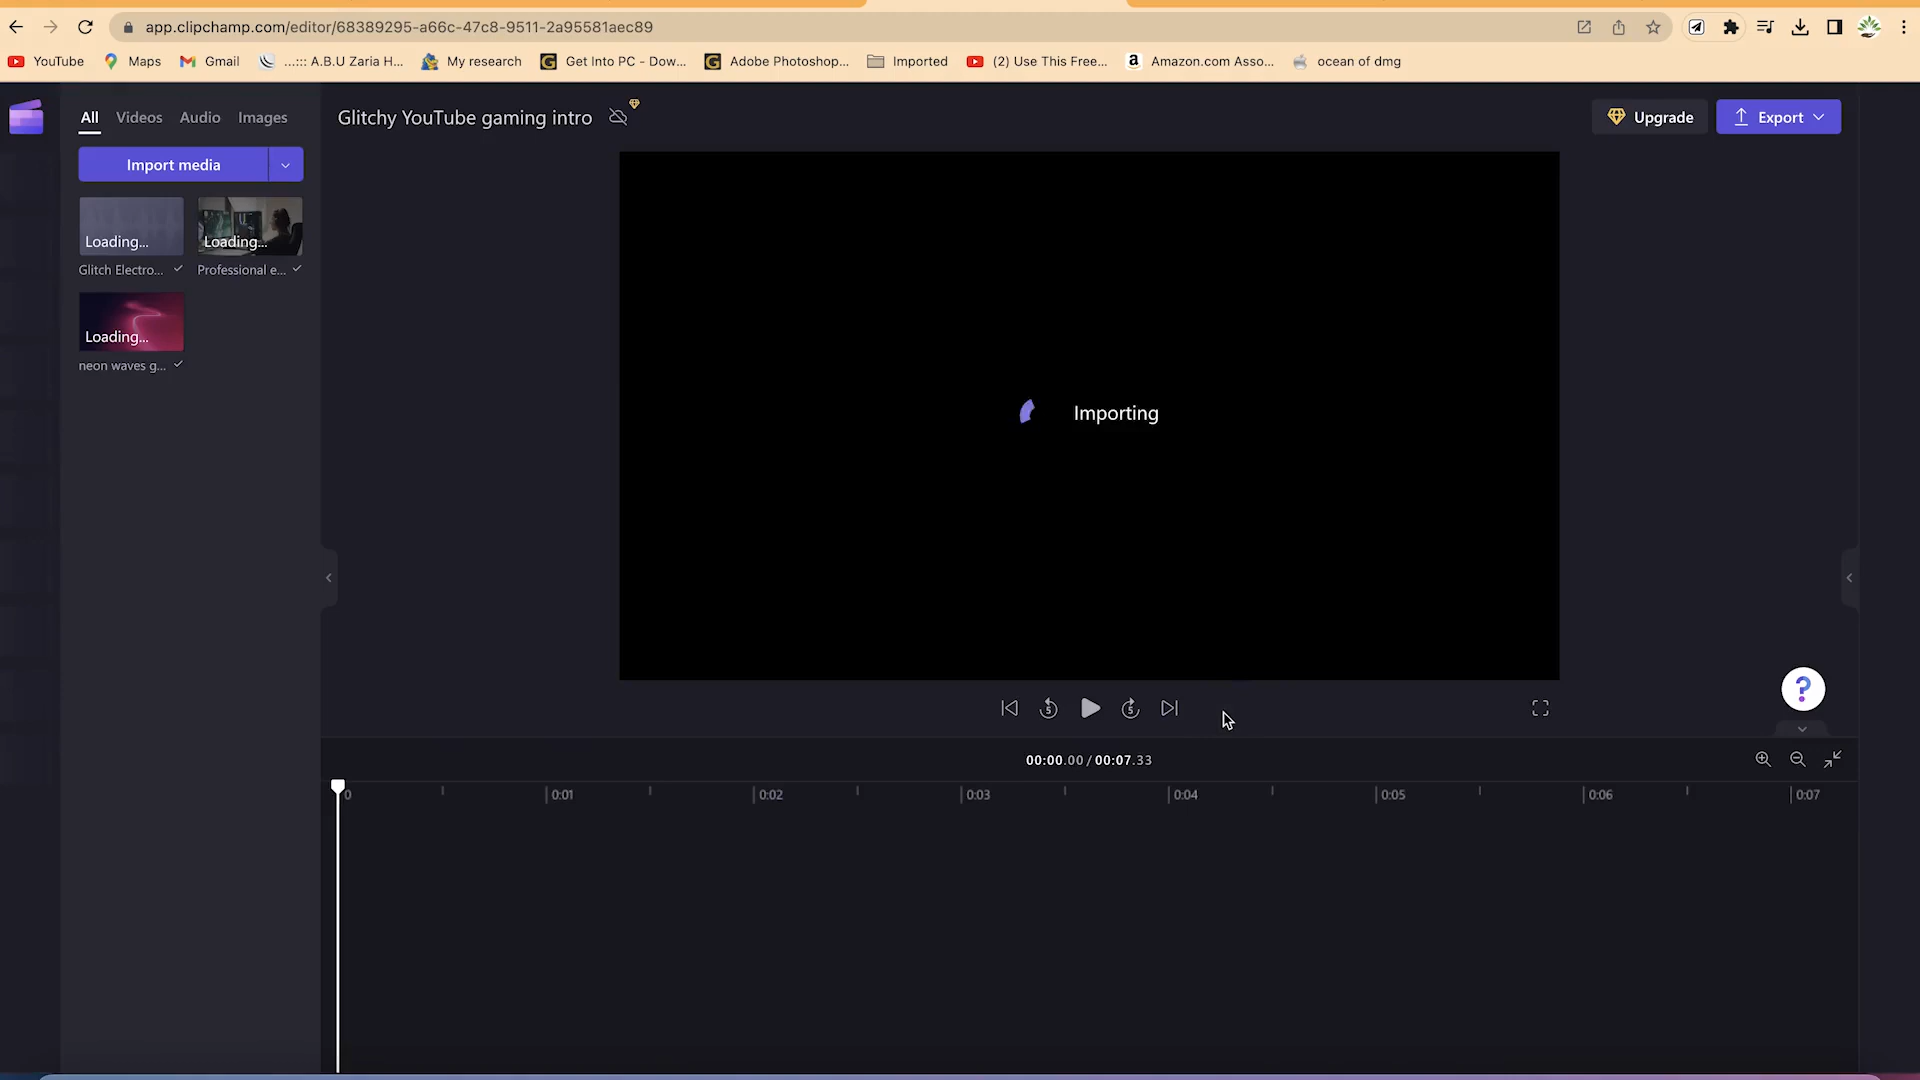 app.clipchamp.com/editor/68389295-a66c-47c8-9511-2a95581aec89
YouTube Maps Gmail ...::: A.B.U Zaria H... My research Get Into PC - Dow... Adobe Photoshop... Imported (2) Use This Free... Amazon.com Asso... ocean of dmg
All Videos Audio Images
Glitchy YouTube gaming intro
Upgrade
Export
Import media
Loading...
Loading...
Glitch Electro...
Professional e...
Loading...
neon waves g...
Importing
5
5
?
00:00.00 / 00:07.33
0 0:01 0:02 0:03 0:04 0:05 0:06 0:07